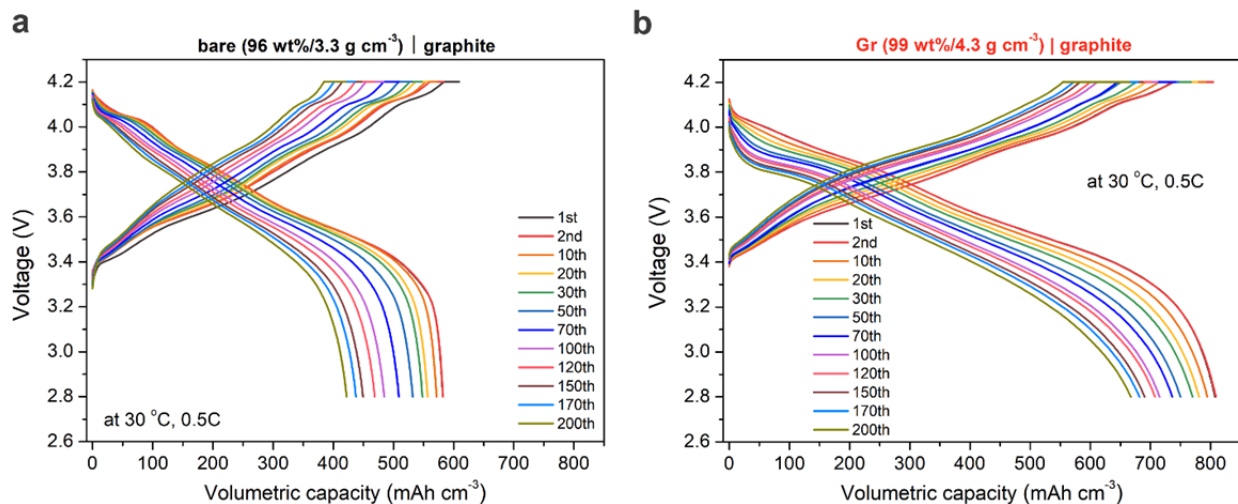 a
bare (96 wt%/3.3 g cm⁻³) | graphite
4.2
4.0
3.8
3.6
3.4
3.2
3.0
2.8
2.6
Voltage (V)
1st
2nd
10th
20th
30th
50th
70th
100th
120th
150th
170th
200th
at 30 °C, 0.5C
0 100 200 300 400 500 600 700 800
Volumetric capacity (mAh cm⁻³)
b
Gr (99 wt%/4.3 g cm⁻³) | graphite
4.2
4.0
3.8
3.6
3.4
3.2
3.0
2.8
2.6
Voltage (V)
at 30 °C, 0.5C
1st
2nd
10th
20th
30th
50th
70th
100th
120th
150th
170th
200th
0 100 200 300 400 500 600 700 800
Volumetric capacity (mAh cm⁻³)